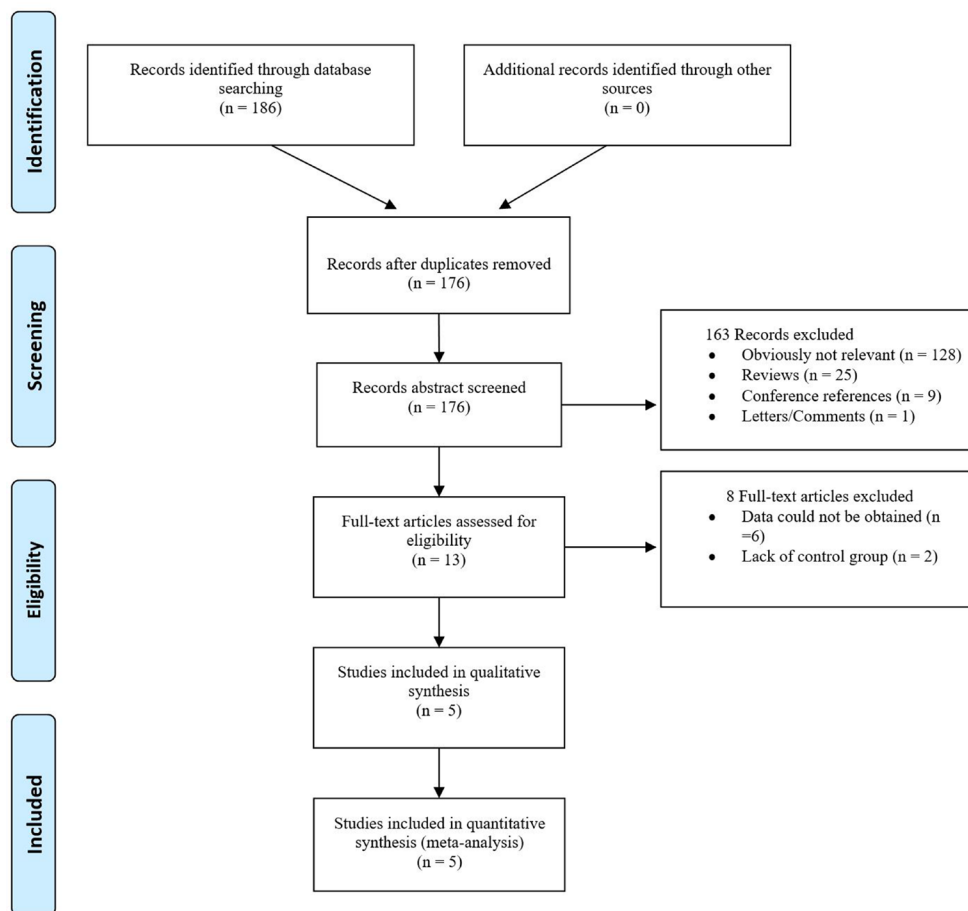 Identification
Records identified through database
searching
(n = 186)
Additional records identified through other
sources
(n = 0)
Screening
Records after duplicates removed
(n = 176)
Records abstract screened
(n = 176)
163 Records excluded
• Obviously not relevant (n = 128)
• Reviews (n = 25)
• Conference references (n = 9)
• Letters/Comments (n = 1)
Eligibility
Full-text articles assessed for
eligibility
(n = 13)
8 Full-text articles excluded
• Data could not be obtained (n
=6)
• Lack of control group (n = 2)
Studies included in qualitative
synthesis
(n = 5)
Included
Studies included in quantitative
synthesis (meta-analysis)
(n = 5)